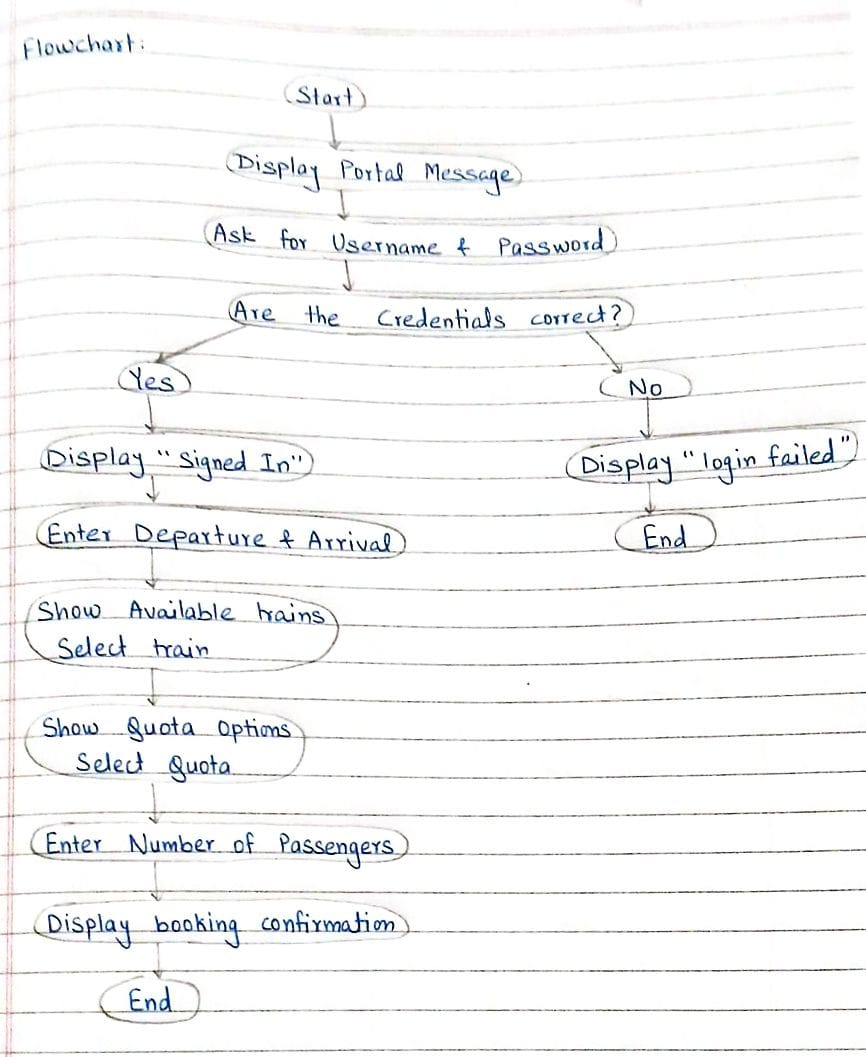 Flowchart:
Start
Display Portal Message
Ask for Username & Password
Are the Credentials correct?
Yes
No
Display "Signed In"
Display "login failed"
Enter Departure & Arrival
End
Show Available trains
Select train
Show Quota Options
Select Quota
Enter Number of Passengers
Display booking confirmation
End